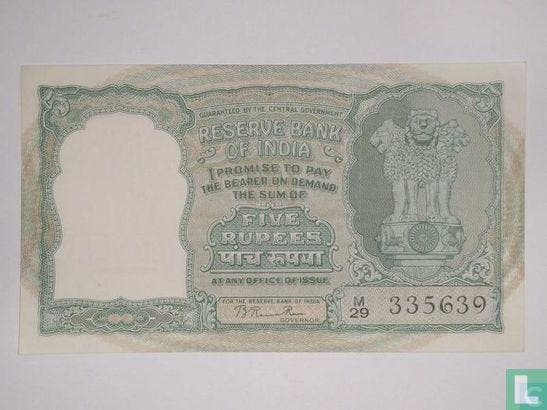 GUARANTEED BY THE CENTRAL GOVERNMENT
RESERVE BANK
OF INDIA
I PROMISE TO PAY
THE BEARER ON DEMAND
THE SUM OF
FIVE
RUPEES
पांच रुपया
AT ANY OFFICE OF ISSUE
FOR THE RESERVE BANK OF INDIA
GOVERNOR
M/29 335639
© LastDodo